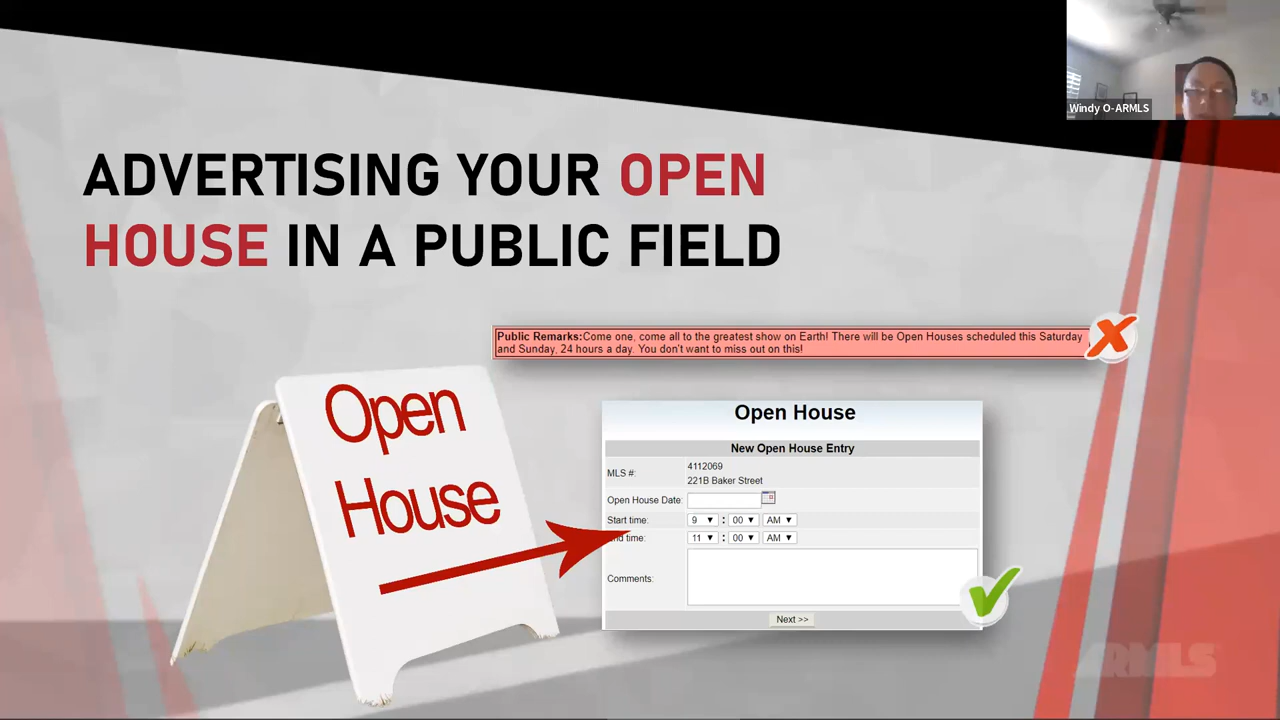 Windy O-ARMLS
ADVERTISING YOUR OPEN
HOUSE IN A PUBLIC FIELD
Public Remarks:Come one, come all to the greatest show on Earth! There will be Open Houses scheduled this Saturday
and Sunday, 24 hours a day. You don't want to miss out on this!
Open
House
Open House
New Open House Entry
MLS #:
4112069
221B Baker Street
Open House Date:
Start time: 9 : 00 AM
End time: 11 : 00 AM
Comments:
Next >>
ARMLS